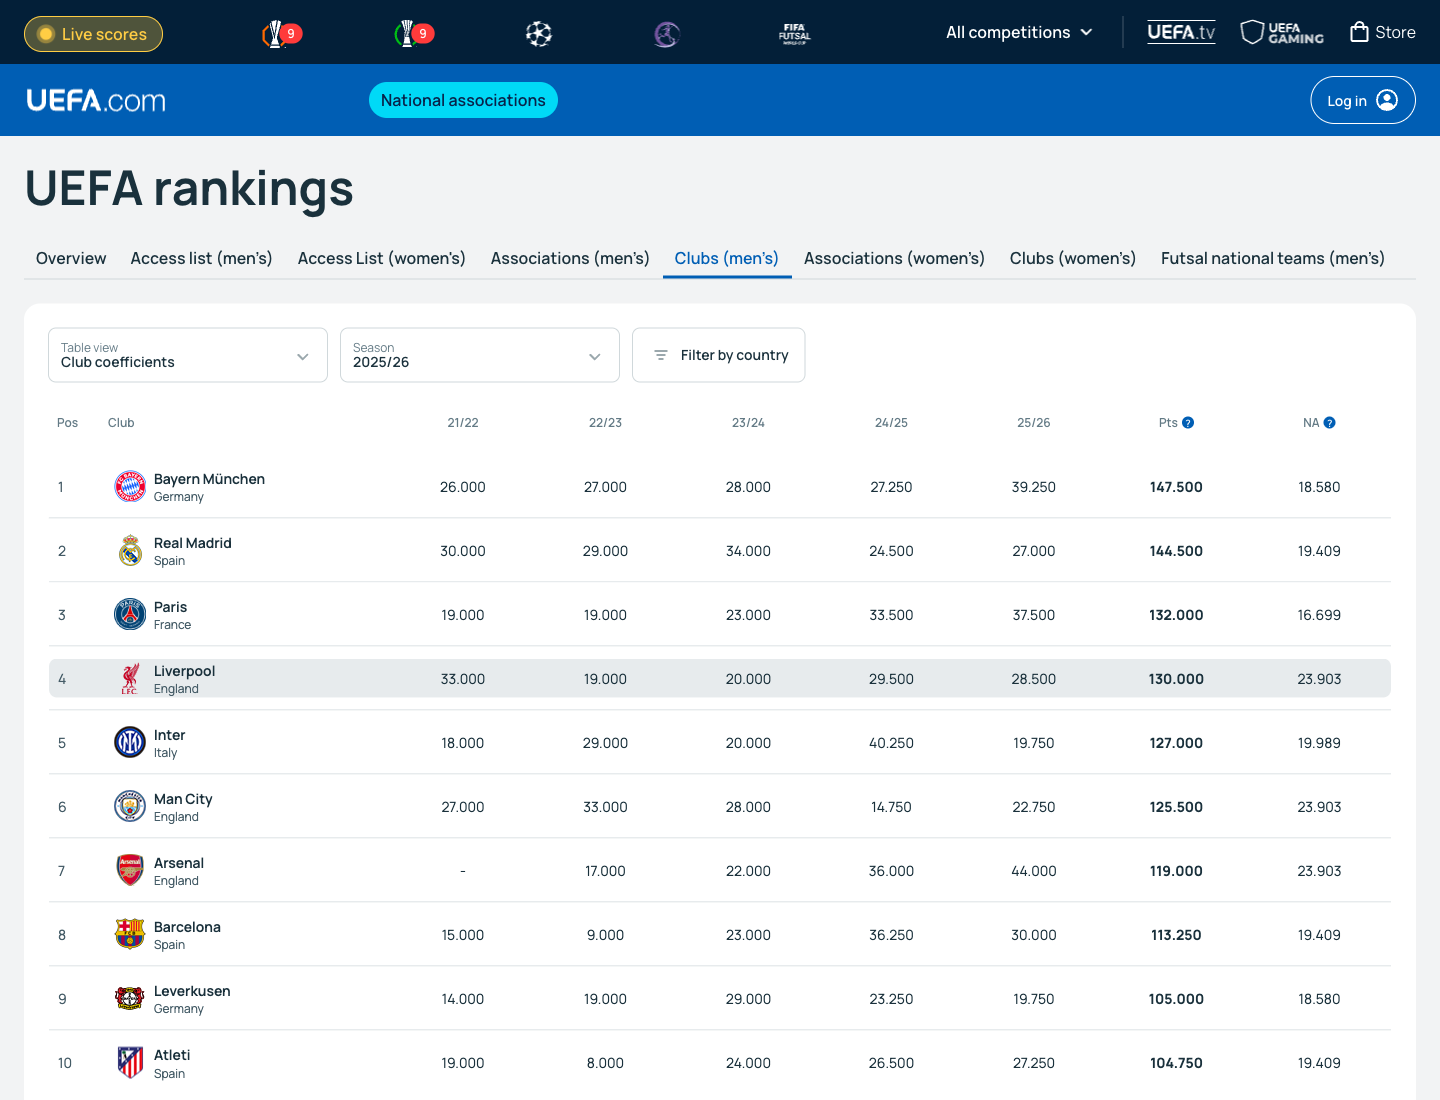 Live scores
9
9
FIFA
FUTSAL
WORLD CUP
All competitions
UEFA.tv
UEFA
GAMING
Store
UEFA.com
National associations
Log in
UEFA rankings
Overview Access list (men's) Access List (women's) Associations (men's) Clubs (men's) Associations (women's) Clubs (women's) Futsal national teams (men's)
Table view
Club coefficients
Season
2025/26
Filter by country
Pos Club 21/22 22/23 23/24 24/25 25/26 Pts ? NA ?
1 Bayern München Germany 26.000 27.000 28.000 27.250 39.250 147.500 18.580
2 Real Madrid Spain 30.000 29.000 34.000 24.500 27.000 144.500 19.409
3 Paris France 19.000 19.000 23.000 33.500 37.500 132.000 16.699
4 Liverpool England 33.000 19.000 20.000 29.500 28.500 130.000 23.903
5 Inter Italy 18.000 29.000 20.000 40.250 19.750 127.000 19.989
6 Man City England 27.000 33.000 28.000 14.750 22.750 125.500 23.903
7 Arsenal England - 17.000 22.000 36.000 44.000 119.000 23.903
8 Barcelona Spain 15.000 9.000 23.000 36.250 30.000 113.250 19.409
9 Leverkusen Germany 14.000 19.000 29.000 23.250 19.750 105.000 18.580
10 Atleti Spain 19.000 8.000 24.000 26.500 27.250 104.750 19.409